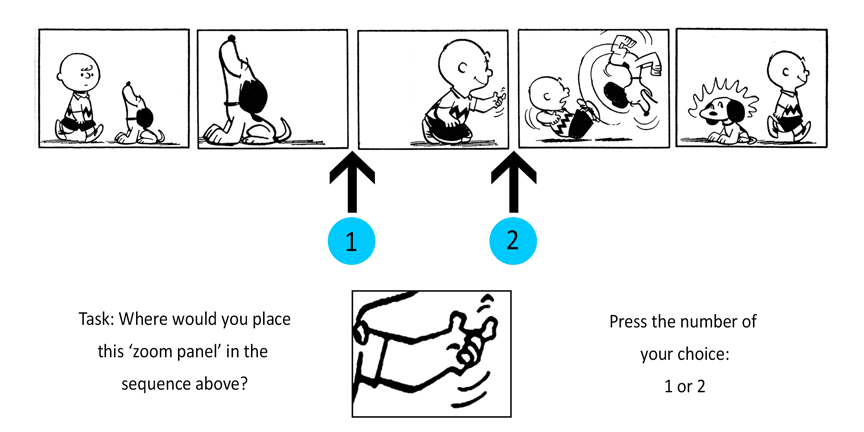 1
2
Task: Where would you place
this ‘zoom panel’ in the
sequence above?
Press the number of
your choice:
1 or 2